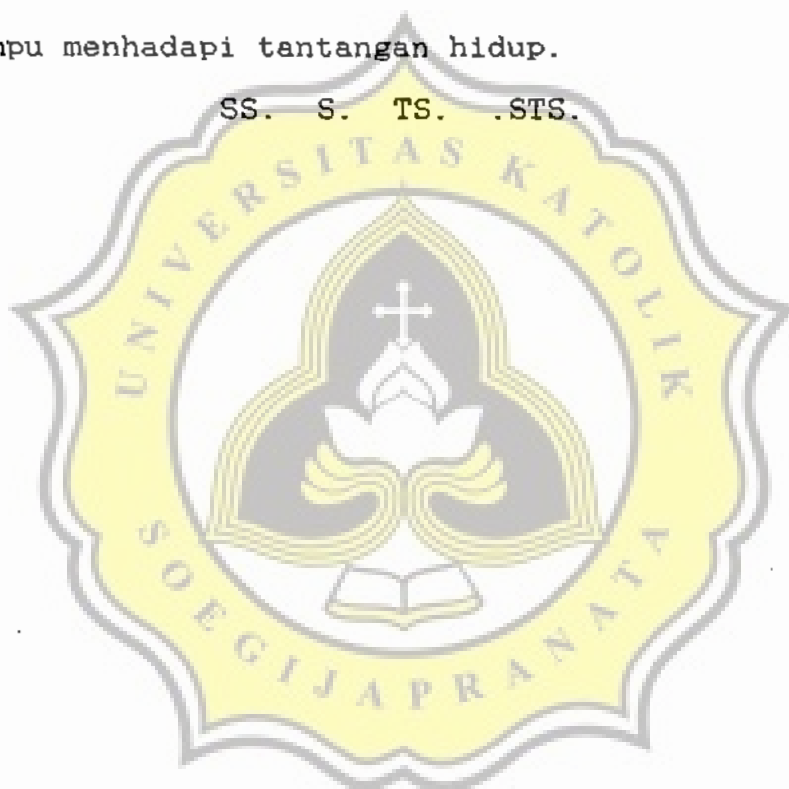 mpu menhadapi tantangan hidup.
SS. S. TS. .STS.
UNIVERSITAS KATOLIK
SOEGIJAPRANATA